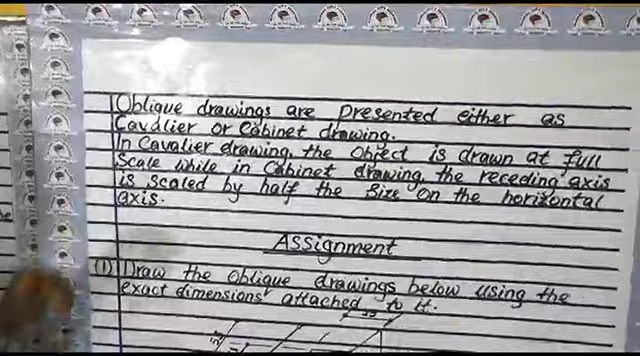 Oblique drawings are presented either as
Cavalier or Cabinet drawing.
In Cavalier drawing, the Object is drawn at full
Scale while in Cabinet drawing, the receding axis
is scaled by half the Size on the horizontal
axis.
Assignment
(1) Draw the Oblique drawings below using the
exact dimensions attached to it.